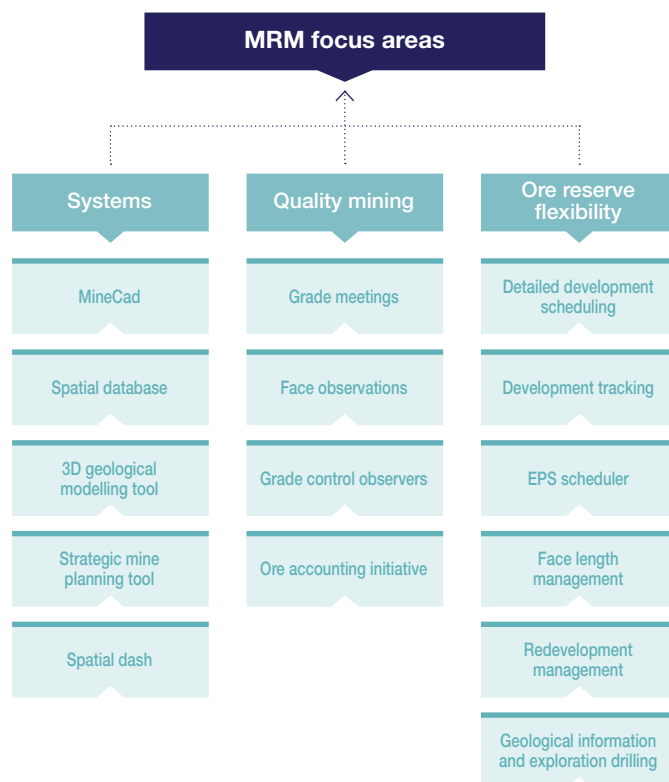 MRM focus areas
Systems
MineCad
Spatial database
3D geological
modelling tool
Strategic mine
planning tool
Spatial dash
Quality mining
Grade meetings
Face observations
Grade control observers
Ore accounting initiative
Ore reserve
flexibility
Detailed development
scheduling
Development tracking
EPS scheduler
Face length
management
Redevelopment
management
Geological information
and exploration drilling